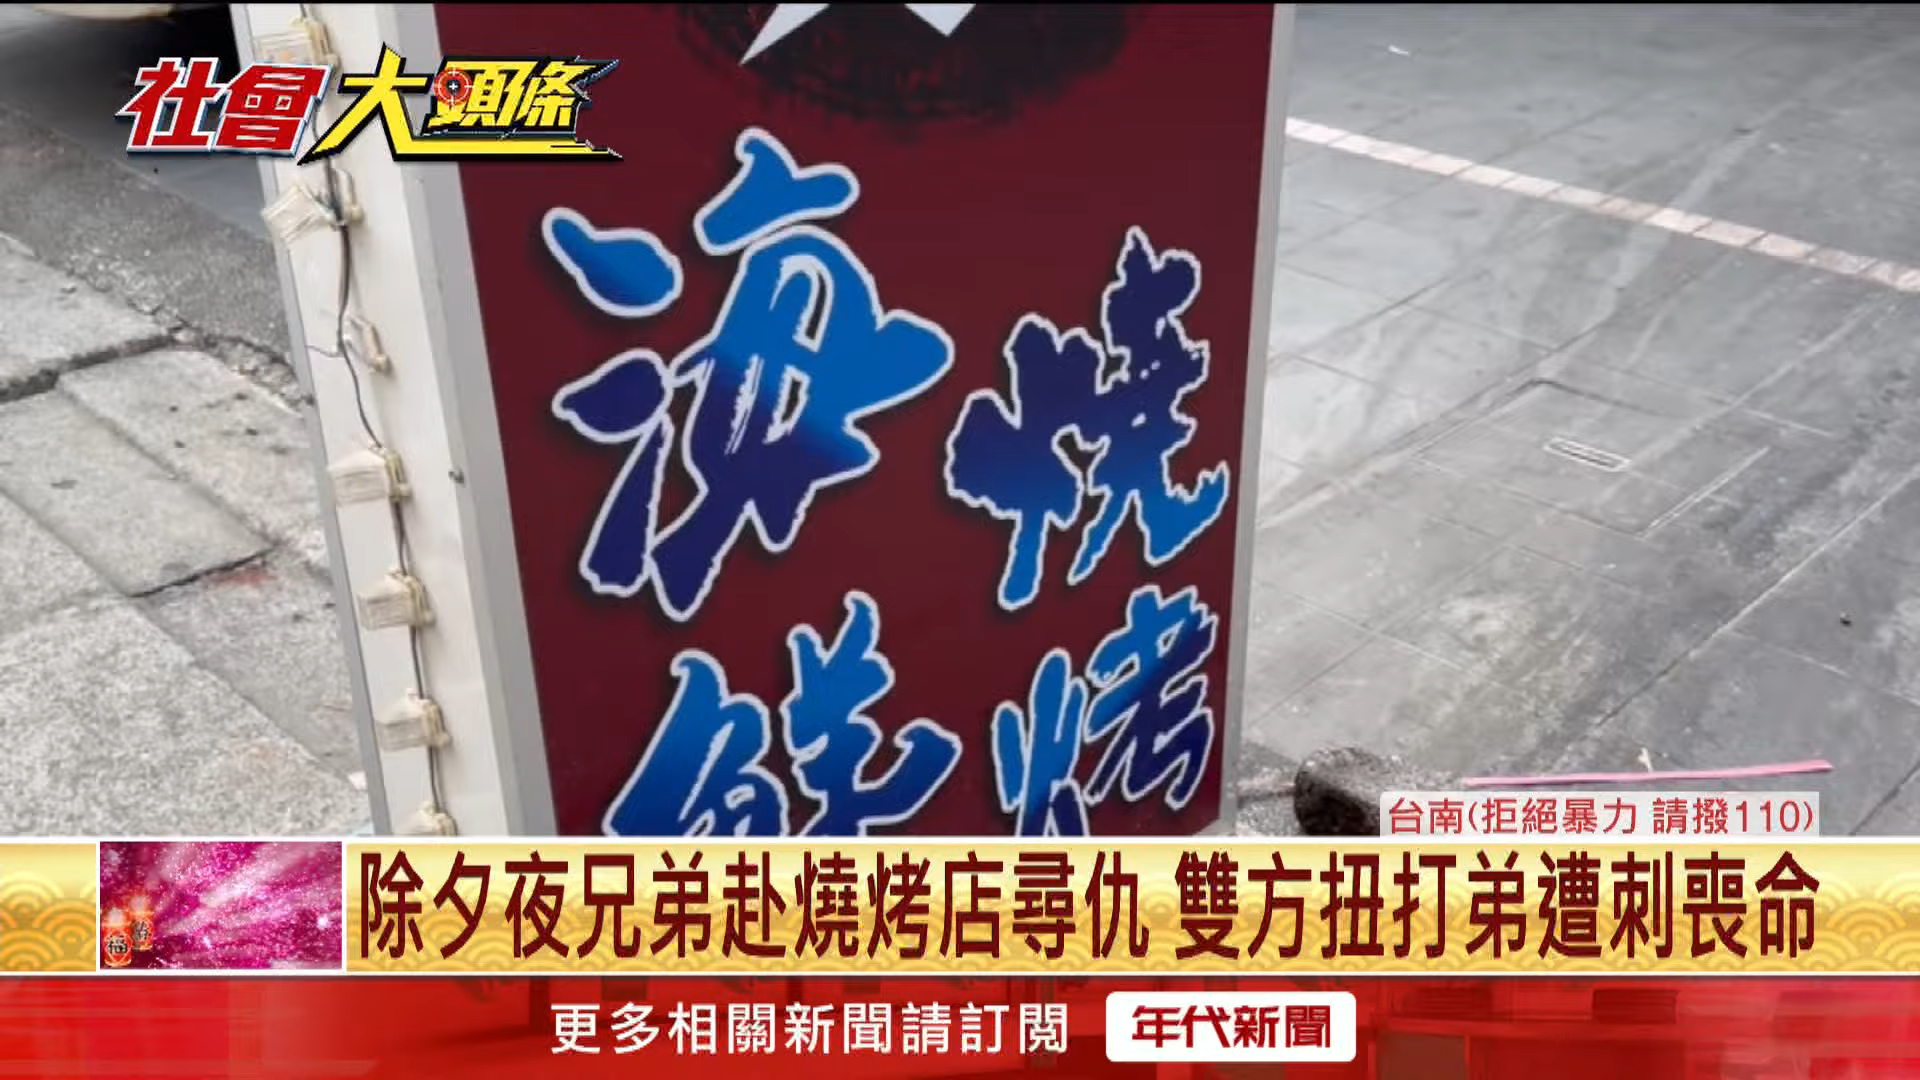 社會大頭條
海鮮
燒烤
台南(拒絕暴力 請撥110)
除夕夜兄弟赴燒烤店尋仇 雙方扭打弟遭刺喪命
更多相關新聞請訂閱 年代新聞